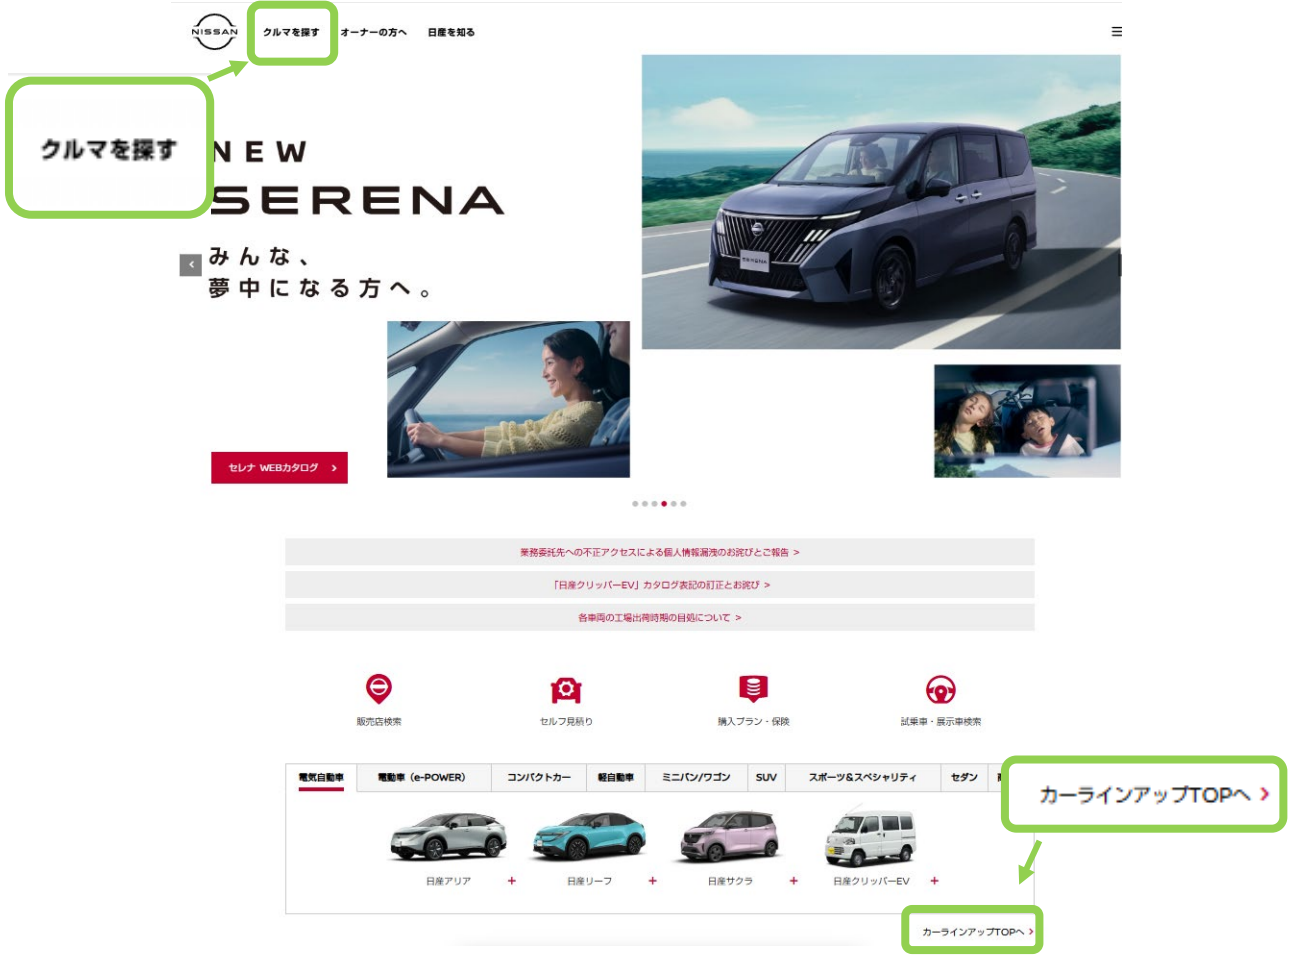 NISSAN
クルマを探す
オーナーの方へ
日産を知る
クルマを探す
NEW
SERENA
みんな、
夢中になる方へ。
SERENA
セレナ WEBカタログ >
業務委託先への不正アクセスによる個人情報漏洩のお詫びとご報告 >
「日産クリッパーEV」カタログ表記の訂正とお詫び >
各車両の工場出荷時期の目処について >
販売店検索
セルフ見積り
購入プラン・保険
試乗車・展示車検索
電気自動車
電動車（e-POWER）
コンパクトカー
軽自動車
ミニバン/ワゴン
SUV
スポーツ&スペシャリティ
セダン
カーラインアップTOPへ >
日産アリア +
日産リーフ +
日産サクラ +
日産クリッパーEV +
カーラインアップTOPへ >